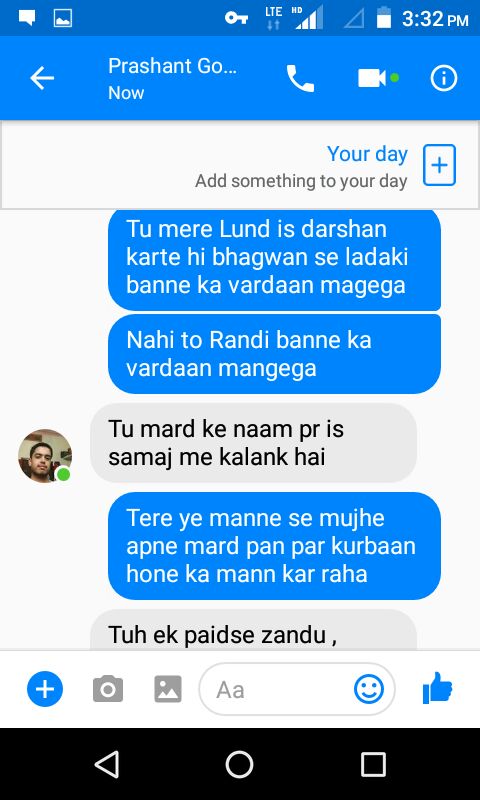 LTE HD 3:32 PM
Prashant Go...
Now
Your day
Add something to your day
Tu mere Lund is darshan
karte hi bhagwan se ladaki
banne ka vardaan magega
Nahi to Randi banne ka
vardaan mangega
Tu mard ke naam pr is
samaj me kalank hai
Tere ye manne se mujhe
apne mard pan par kurbaan
hone ka mann kar raha
Tuh ek paidse zandu ,
Aa